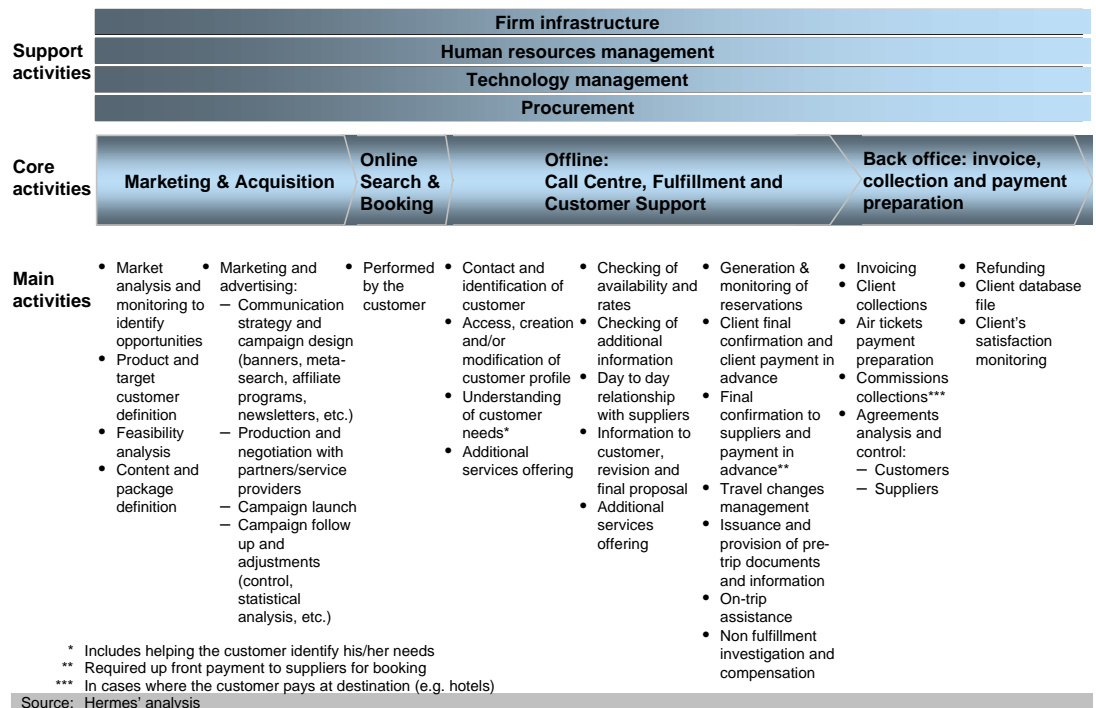 Support
activities
Firm infrastructure
Human resources management
Technology management
Procurement
Core
activities
Marketing & Acquisition
Online
Search &
Booking
Offline:
Call Centre, Fulfillment and
Customer Support
Back office: invoice,
collection and payment
preparation
Main
activities
• Market
analysis and
monitoring to
identify
opportunities
• Product and
target
customer
definition
• Feasibility
analysis
• Content and
package
definition
• Marketing and
advertising:
– Communication
strategy and
campaign design
(banners, meta-
search, affiliate
programs,
newsletters, etc.)
– Production and
negotiation with
partners/service
providers
– Campaign launch
– Campaign follow
up and
adjustments
(control,
statistical
analysis, etc.)
• Performed
by the
customer
• Contact and
identification of
customer
• Access, creation
and/or
modification of
customer profile
• Understanding
of customer
needs*
• Additional
services offering
• Checking of
availability and
rates
• Checking of
additional
information
• Day to day
relationship
with suppliers
• Information to
customer,
revision and
final proposal
• Additional
services
offering
• Generation &
monitoring of
reservations
• Client final
confirmation and
client payment in
advance
• Final
confirmation to
suppliers and
payment in
advance**
• Travel changes
management
• Issuance and
provision of pre-
trip documents
and information
• On-trip
assistance
• Non fulfillment
investigation and
compensation
• Invoicing
• Client
collections
• Air tickets
payment
preparation
• Commissions
collections***
• Agreements
analysis and
control:
– Customers
– Suppliers
• Refunding
• Client database
file
• Client's
satisfaction
monitoring
* Includes helping the customer identify his/her needs
** Required up front payment to suppliers for booking
*** In cases where the customer pays at destination (e.g. hotels)
Source: Hermes' analysis